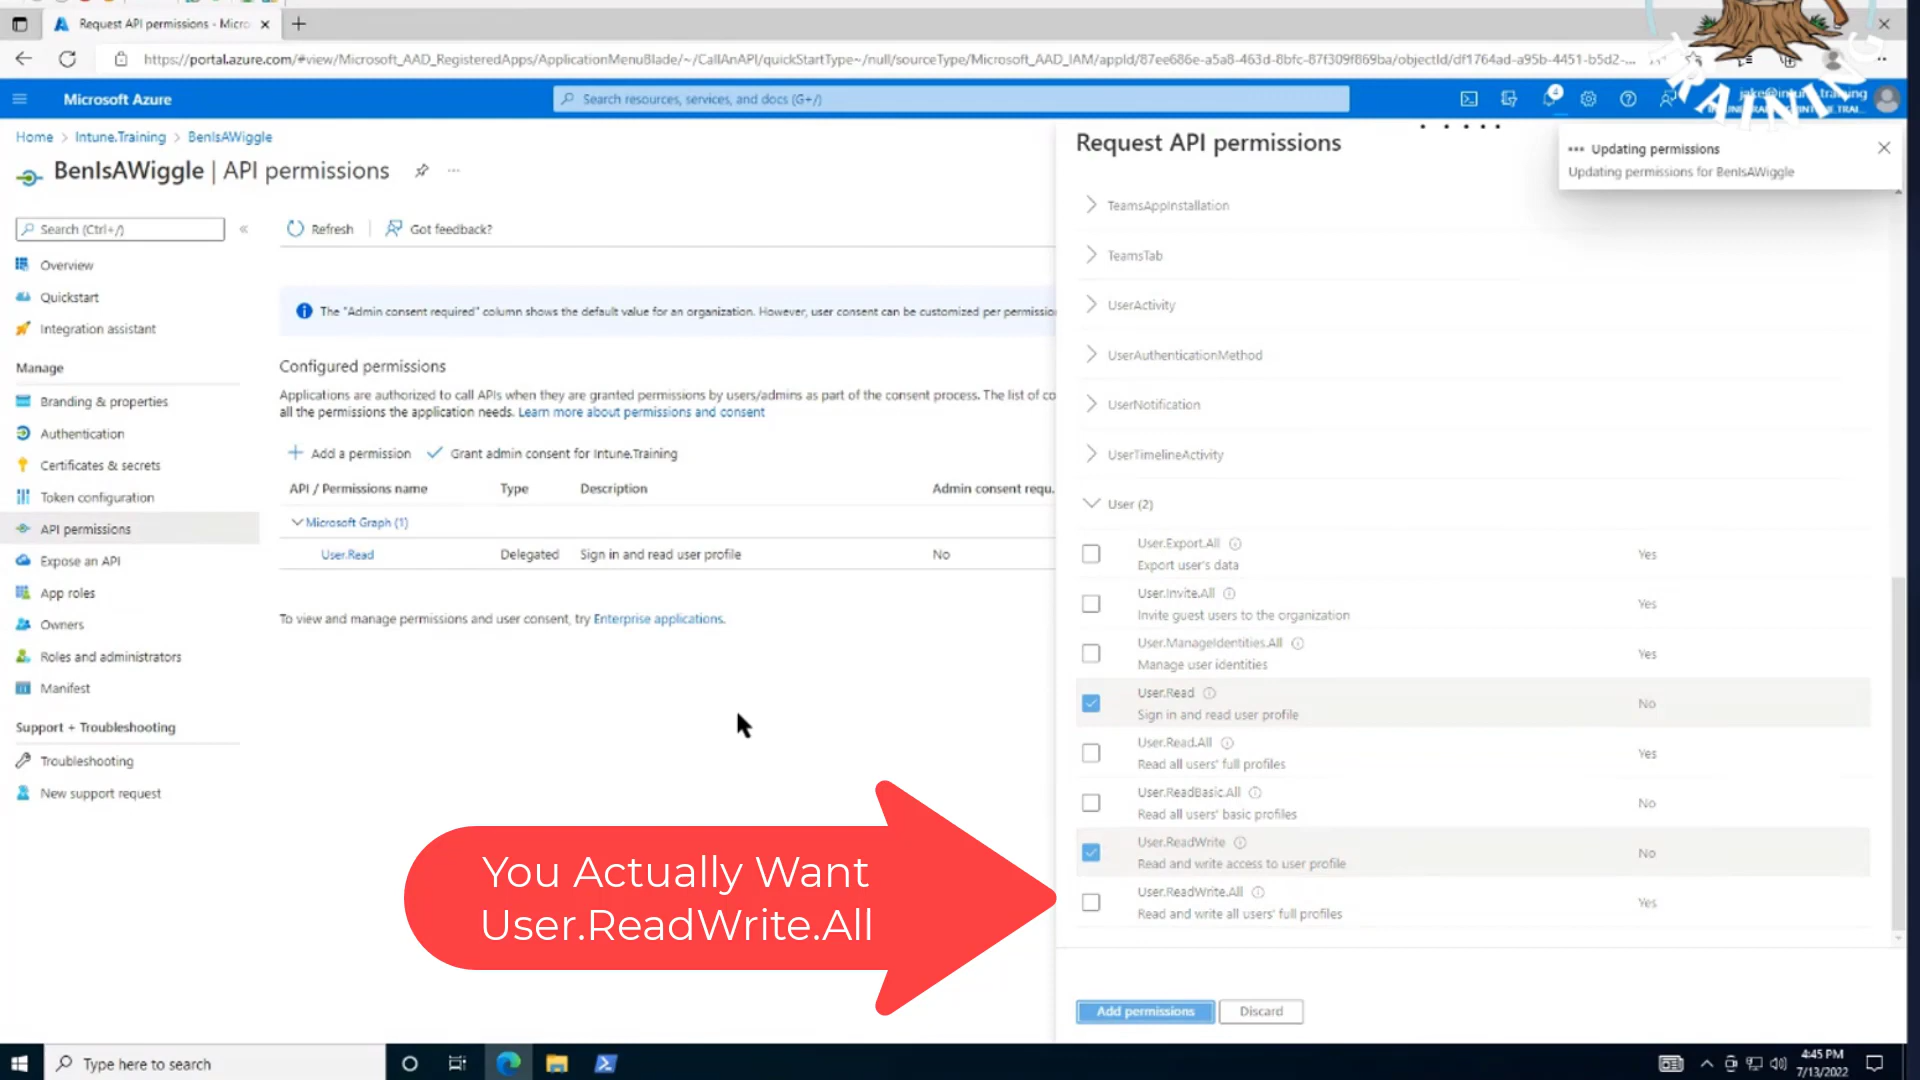 Request API permissions - Micro
https://portal.azure.com/#view/Microsoft_AAD_RegisteredApps/ApplicationMenuBlade/~/CallAnAPI/quickStartType~/null/sourceType/Microsoft_AAD_IAM/appId/87ee686e-a5a8-463d-8bfc-87f309f869ba/objectId/df1764ad-a95b-4451-b5d2-...
TRAINING
Microsoft Azure
Search resources, services, and docs (G+/)
4
jake@intune.training
Home > Intune.Training > BenIsAWiggle
BenIsAWiggle | API permissions
Search (Ctrl+/)
Overview
Quickstart
Integration assistant
Manage
Branding & properties
Authentication
Certificates & secrets
Token configuration
API permissions
Expose an API
App roles
Owners
Roles and administrators
Manifest
Support + Troubleshooting
Troubleshooting
New support request
Refresh
Got feedback?
The "Admin consent required" column shows the default value for an organization. However, user consent can be customized per permissio
Configured permissions
Applications are authorized to call APIs when they are granted permissions by users/admins as part of the consent process. The list of co
all the permissions the application needs. Learn more about permissions and consent
Add a permission
Grant admin consent for Intune.Training
API / Permissions name Type Description Admin consent requ.
Microsoft Graph (1)
User.Read Delegated Sign in and read user profile No
To view and manage permissions and user consent, try Enterprise applications.
You Actually Want
User.ReadWrite.All
Request API permissions
Updating permissions
Updating permissions for BenIsAWiggle
TeamsAppInstallation
TeamsTab
UserActivity
UserAuthenticationMethod
UserNotification
UserTimelineActivity
User (2)
User.Export.All
Export user's data
Yes
User.Invite.All
Invite guest users to the organization
Yes
User.ManageIdentities.All
Manage user identities
Yes
User.Read
Sign in and read user profile
No
User.Read.All
Read all users' full profiles
Yes
User.ReadBasic.All
Read all users' basic profiles
No
User.ReadWrite
Read and write access to user profile
No
User.ReadWrite.All
Read and write all users' full profiles
Yes
Add permissions
Discard
Type here to search
4:45 PM
7/13/2022